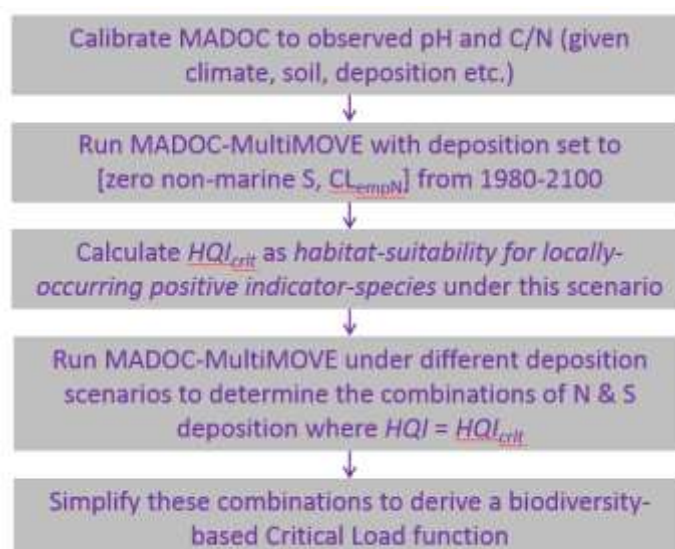 Calibrate MADOC to observed pH and C/N (given
climate, soil, deposition etc.)
Run MADOC-MultiMOVE with deposition set to
[zero non-marine S, CLempN] from 1980-2100
Calculate HQIcrit as habitat-suitability for locally-
occurring positive indicator-species under this scenario
Run MADOC-MultiMOVE under different deposition
scenarios to determine the combinations of N & S
deposition where HQI = HQIcrit
Simplify these combinations to derive a biodiversity-
based Critical Load function